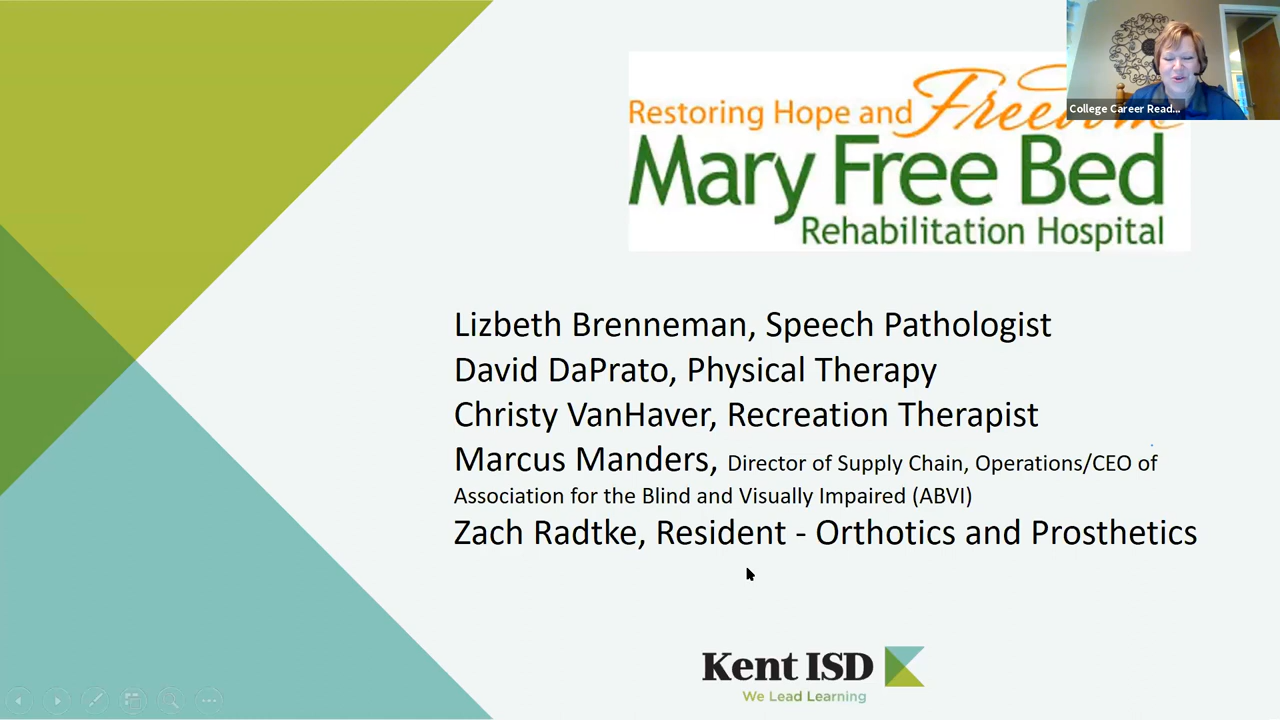 College Career Read...
Restoring Hope and Freedom
Mary Free Bed
Rehabilitation Hospital
Lizbeth Brenneman, Speech Pathologist
David DaPrato, Physical Therapy
Christy VanHaver, Recreation Therapist
Marcus Manders, Director of Supply Chain, Operations/CEO of
Association for the Blind and Visually Impaired (ABVI)
Zach Radtke, Resident - Orthotics and Prosthetics
Kent ISD
We Lead Learning